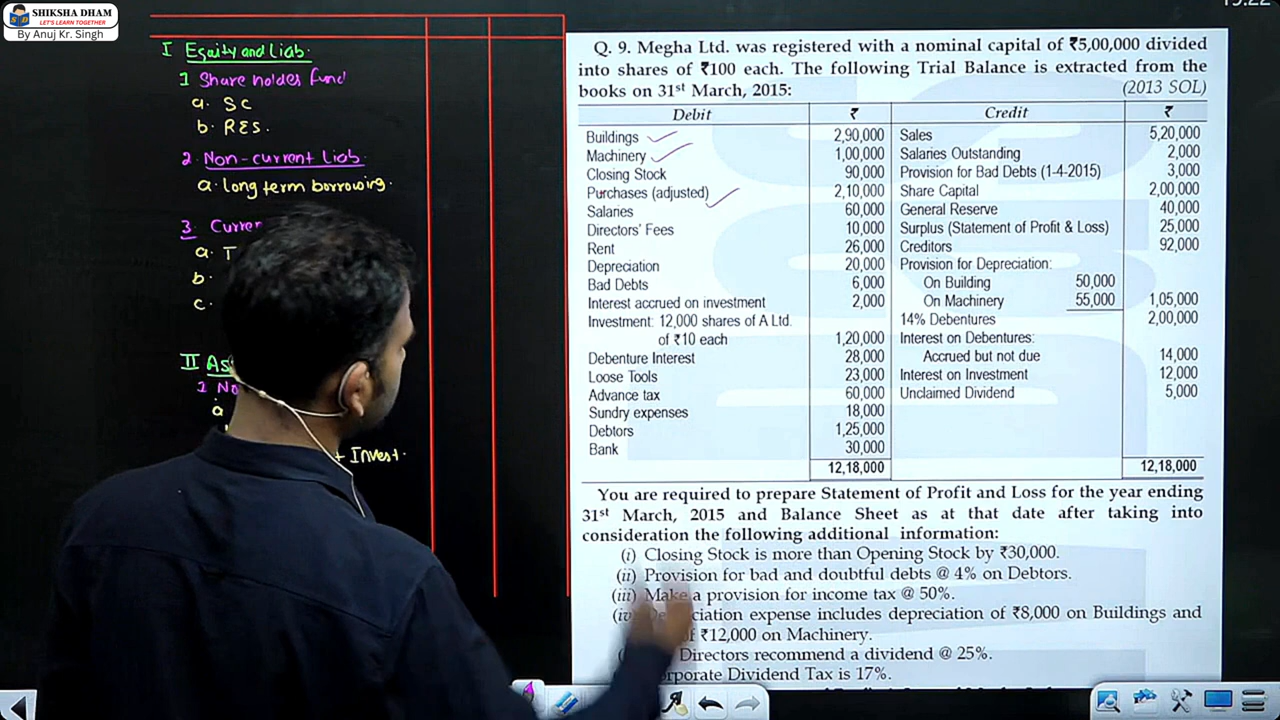 SHIKSHA DHAM
LET'S LEARN TOGETHER
By Anuj Kr. Singh
I Equity and Liab.
1 Share holder fund
a. SC
b. RES.
2. Non-current Liab.
a. long term borrowing.
3. Curren
a. T
b.
c.
II As
1 No
a
+ Invest.
Q. 9. Megha Ltd. was registered with a nominal capital of ₹5,00,000 divided
into shares of ₹100 each. The following Trial Balance is extracted from the
books on 31st March, 2015: (2013 SOL)
Debit ₹ Credit ₹
Buildings 2,90,000 Sales 5,20,000
Machinery 1,00,000 Salaries Outstanding 2,000
Closing Stock 90,000 Provision for Bad Debts (1-4-2015) 3,000
Purchases (adjusted) 2,10,000 Share Capital 2,00,000
Salaries 60,000 General Reserve 40,000
Directors' Fees 10,000 Surplus (Statement of Profit & Loss) 25,000
Rent 26,000 Creditors 92,000
Depreciation 20,000 Provision for Depreciation:
Bad Debts 6,000 On Building 50,000
Interest accrued on investment 2,000 On Machinery 55,000 1,05,000
Investment: 12,000 shares of A Ltd. 14% Debentures 2,00,000
of ₹10 each 1,20,000 Interest on Debentures:
Debenture Interest 28,000 Accrued but not due 14,000
Loose Tools 23,000 Interest on Investment 12,000
Advance tax 60,000 Unclaimed Dividend 5,000
Sundry expenses 18,000
Debtors 1,25,000
Bank 30,000
12,18,000 12,18,000
You are required to prepare Statement of Profit and Loss for the year ending
31st March, 2015 and Balance Sheet as at that date after taking into
consideration the following additional information:
(i) Closing Stock is more than Opening Stock by ₹30,000.
(ii) Provision for bad and doubtful debts @ 4% on Debtors.
(iii) Make a provision for income tax @ 50%.
(iv) ciation expense includes depreciation of ₹8,000 on Buildings and
₹12,000 on Machinery.
Directors recommend a dividend @ 25%.
rporate Dividend Tax is 17%.